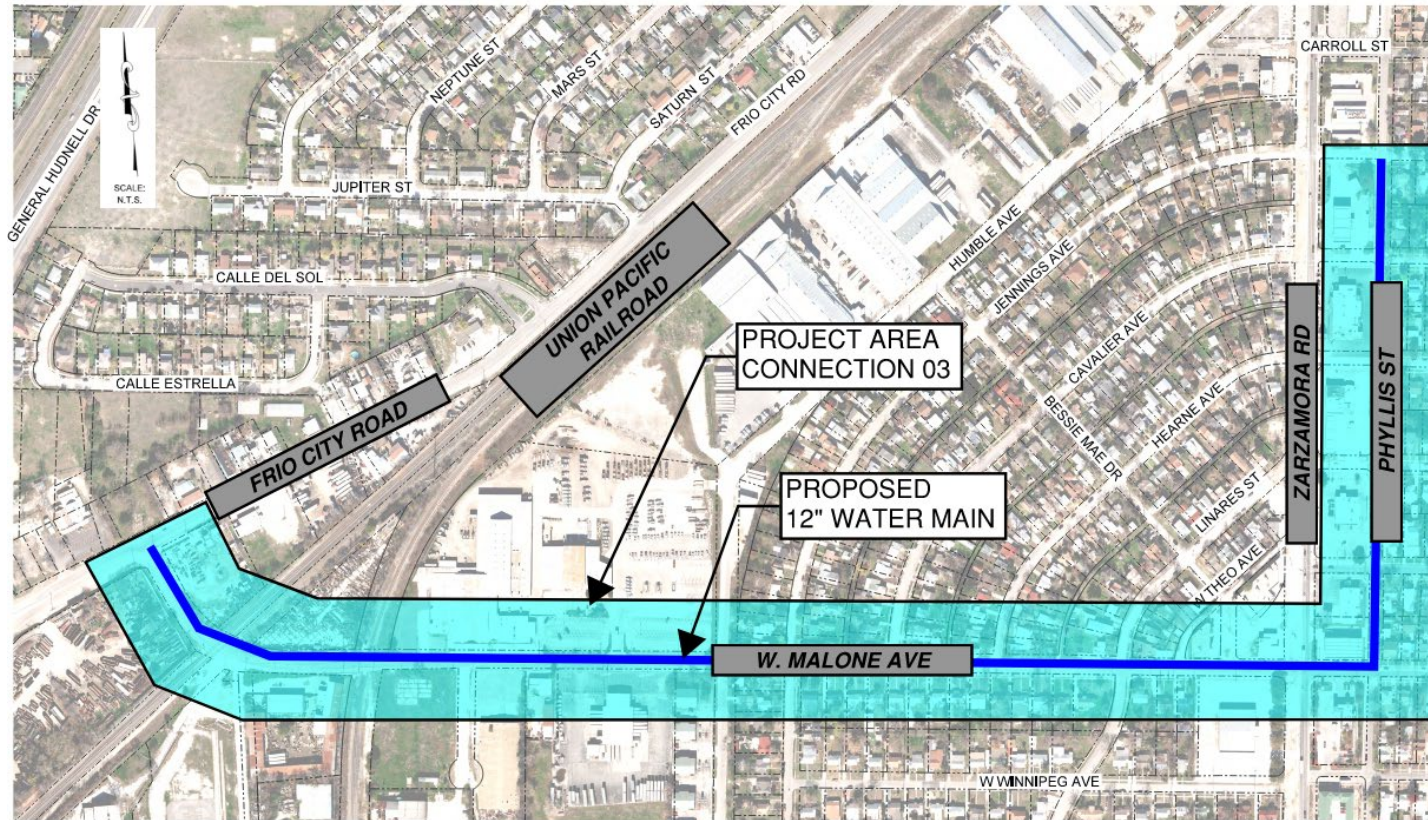 CARROLL ST
NEPTUNE ST
MARS ST
SATURN ST
FRIO CITY RD
GENERAL HUDNELL DR
SCALE:
N.T.S.
JUPITER ST
HUMBLE AVE
JENNINGS AVE
CALLE DEL SOL
UNION PACIFIC
RAILROAD
PROJECT AREA
CONNECTION 03
CAVALIER AVE
CALLE ESTRELLA
BESSIE MAE DR
HEARNE AVE
ZARZAMORA RD
PHYLLIS ST
FRIO CITY ROAD
PROPOSED
12" WATER MAIN
LINARES ST
W THEO AVE
W. MALONE AVE
W WINNIPEG AVE